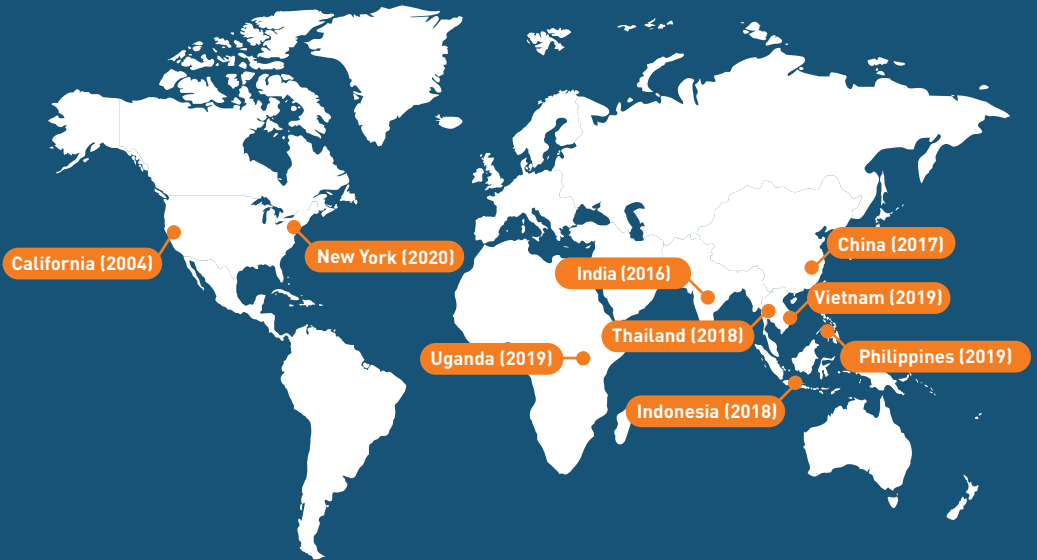 California (2004)
New York (2020)
China (2017)
India (2016)
Vietnam (2019)
Thailand (2018)
Uganda (2019)
Philippines (2019)
Indonesia (2018)